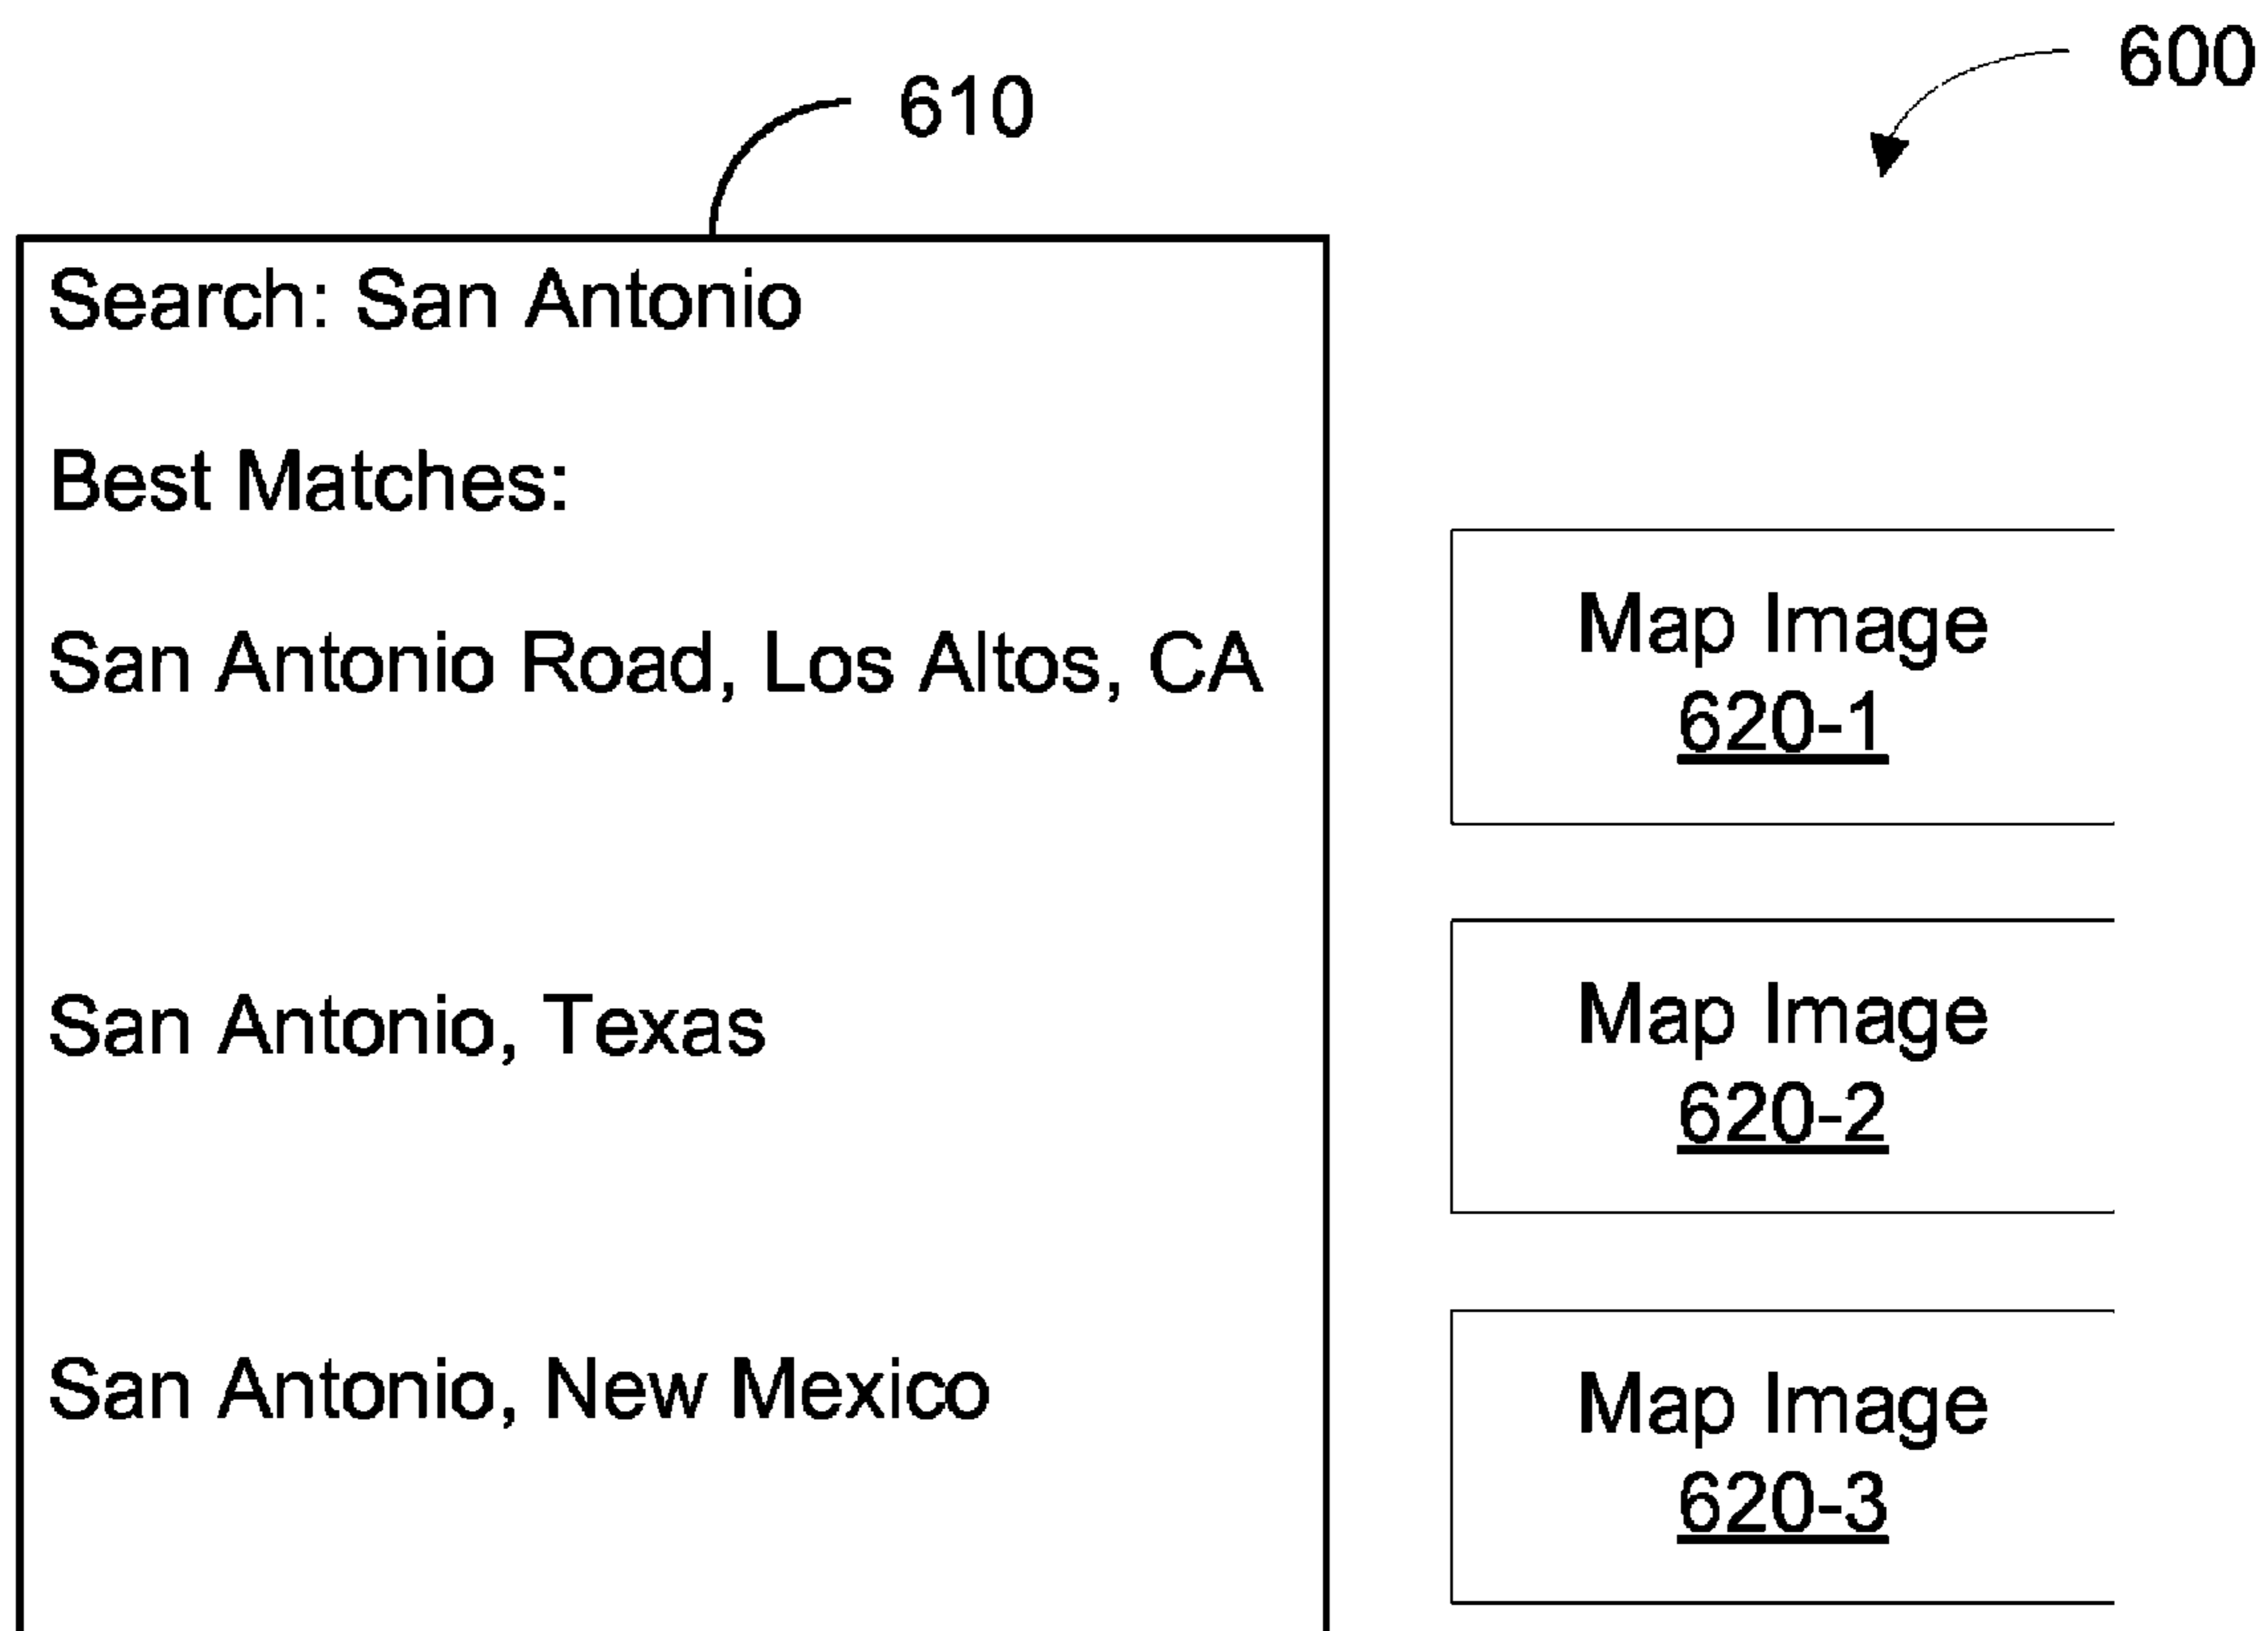 600
610
Search: San Antonio
Best Matches:
San Antonio Road, Los Altos, CA
Map Image
620-1
San Antonio, Texas
Map Image
620-2
San Antonio, New Mexico
Map Image
620-3